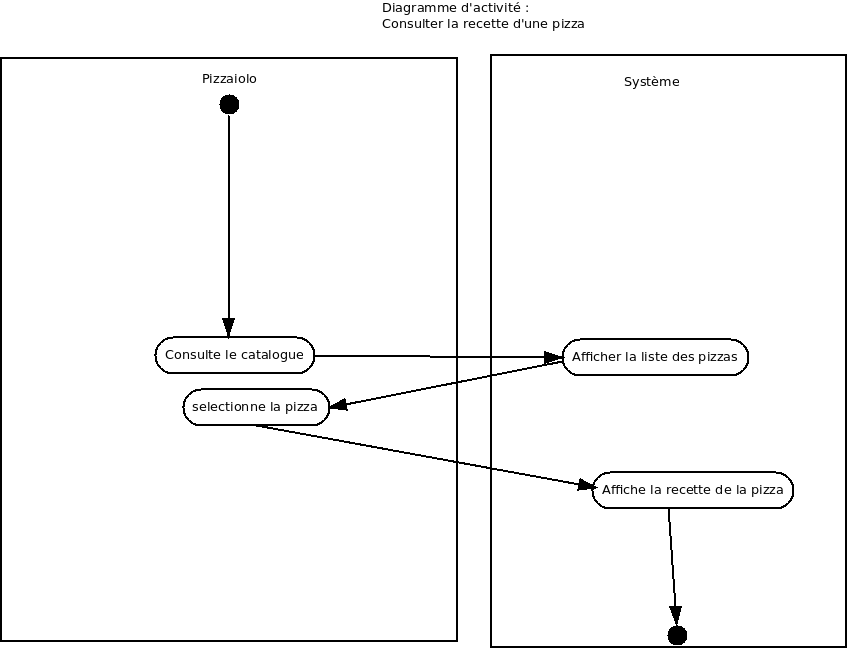 Diagramme d'activité :
Consulter la recette d'une pizza
Pizzaiolo
Système
Consulte le catalogue
Afficher la liste des pizzas
selectionne la pizza
Affiche la recette de la pizza